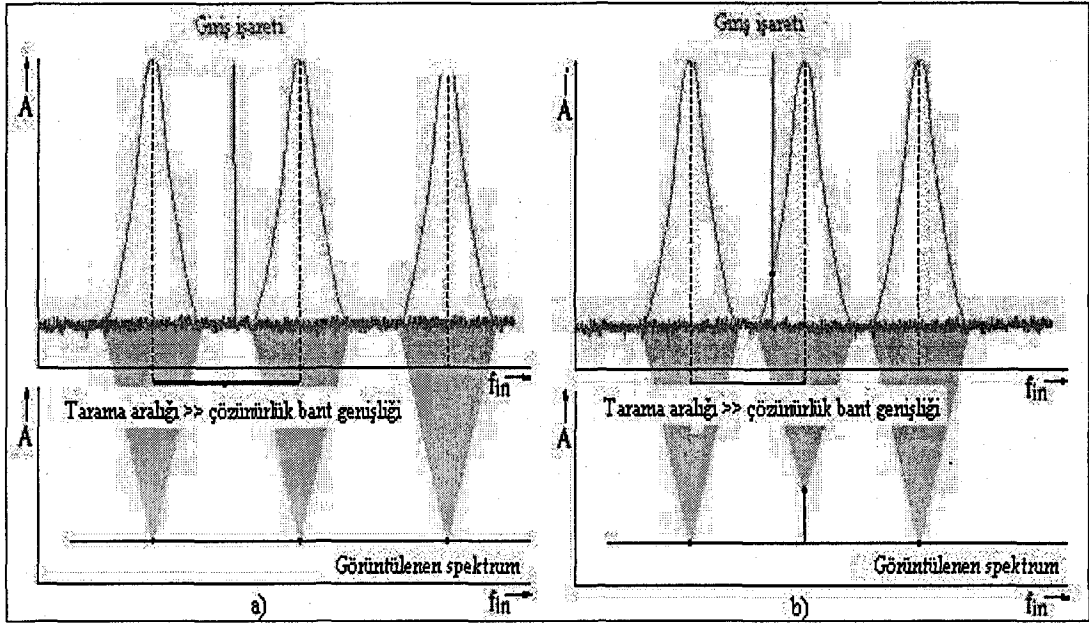 Giriş işareti
A
fin
Tarama aralığı >> çözünürlük bant genişliği
A
Görüntülenen spektrum
fin
a)
Giriş işareti
A
fin
Tarama aralığı >> çözünürlük bant genişliği
A
Görüntülenen spektrum
fin
b)